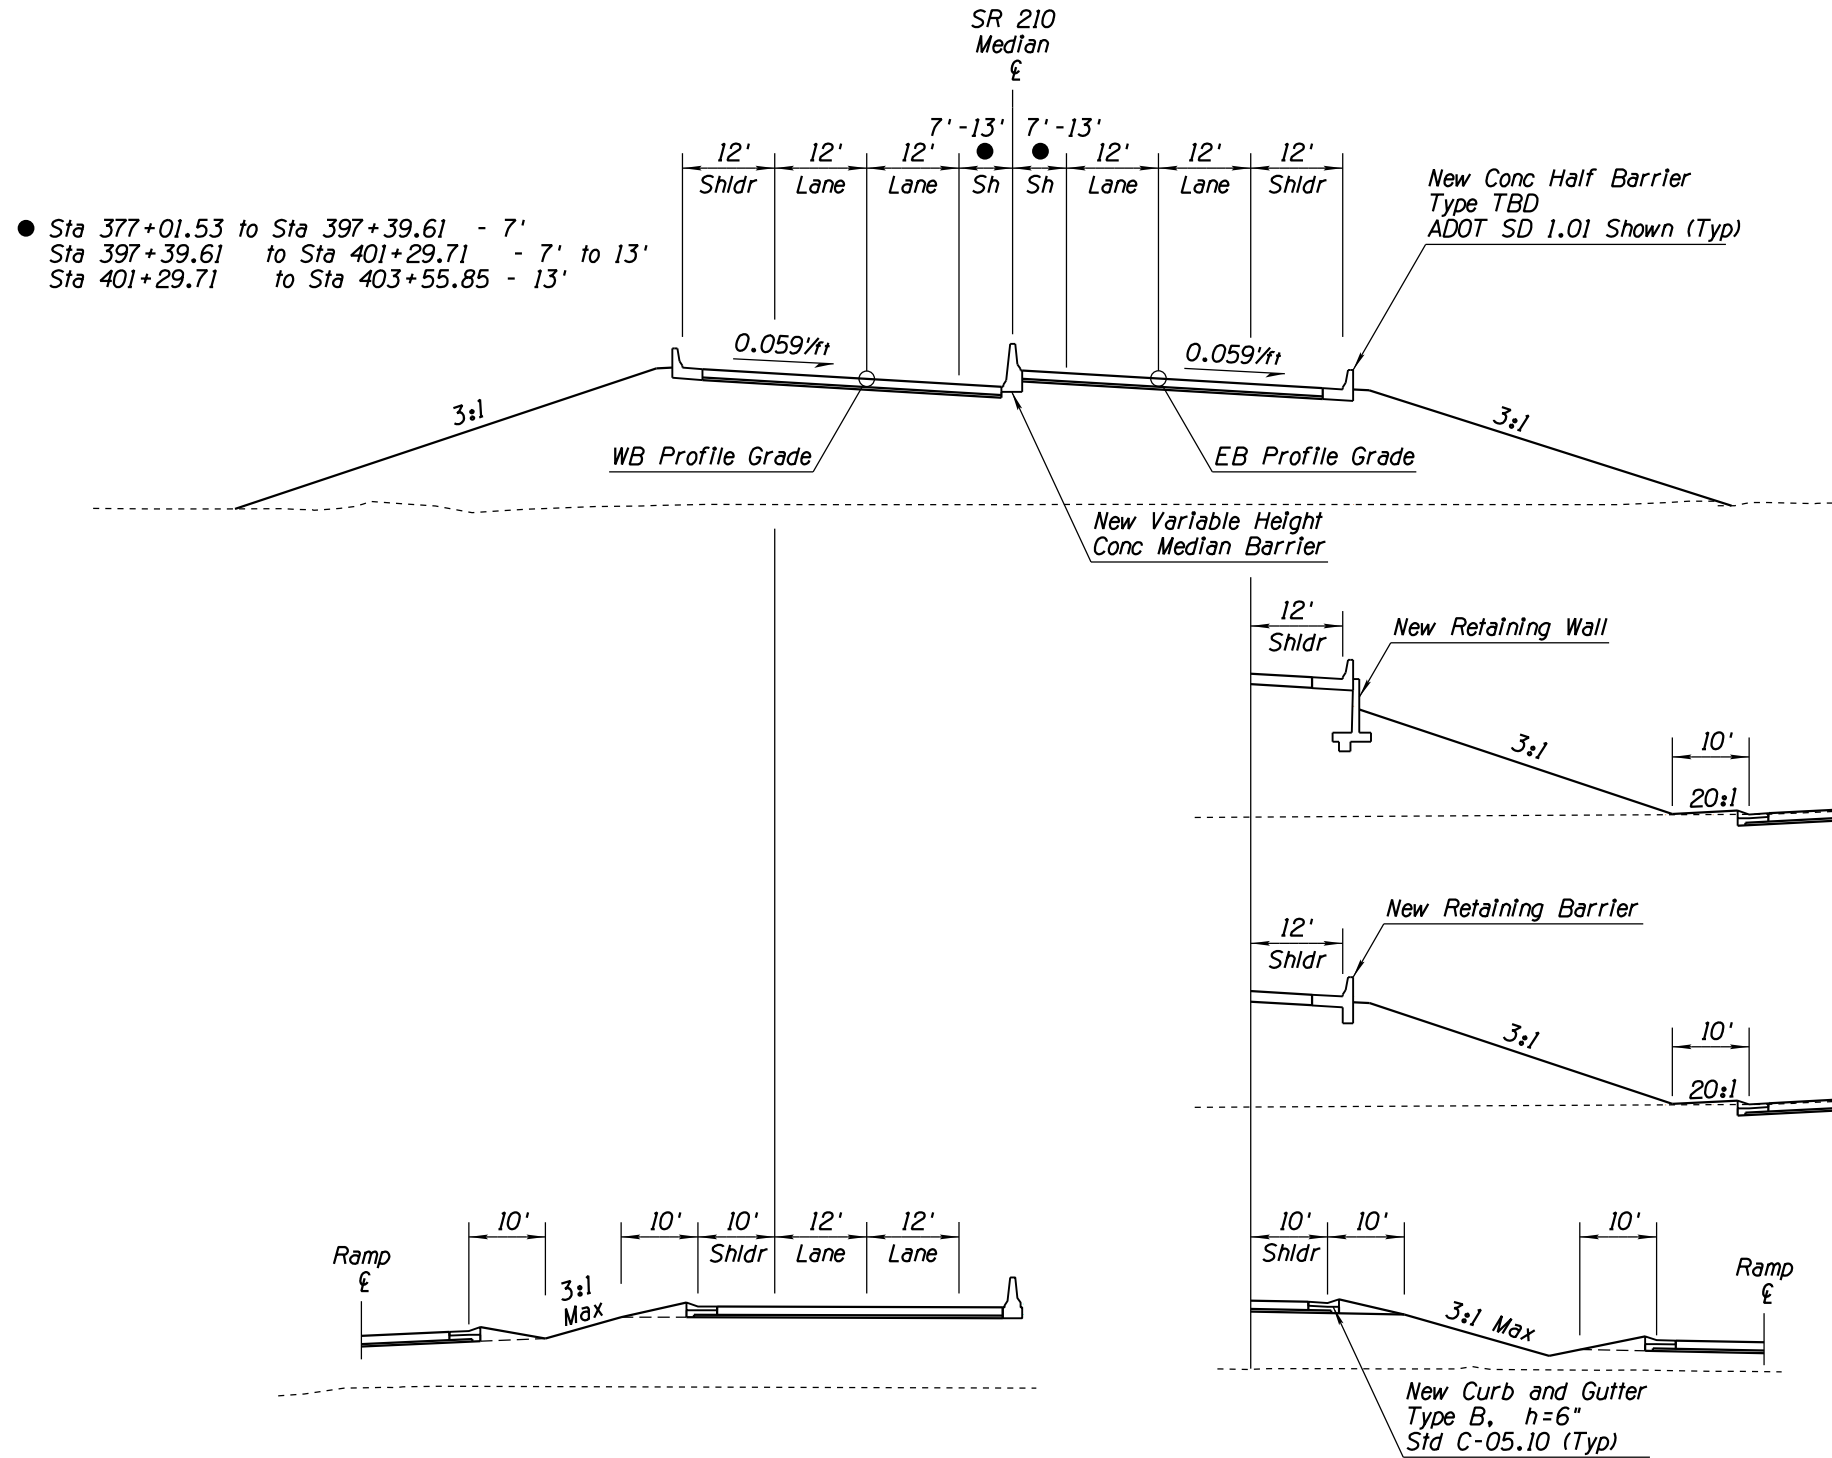 SR 210
Median
℄
7'-13' 7'-13'
● ●
12' 12' 12' 12' 12' 12'
Shldr Lane Lane Sh Sh Lane Lane Shldr
New Conc Half Barrier
Type TBD
ADOT SD 1.01 Shown (Typ)
● Sta 377+01.53 to Sta 397+39.61 - 7'
Sta 397+39.61 to Sta 401+29.71 - 7' to 13'
Sta 401+29.71 to Sta 403+55.85 - 13'
0.059'/ft 0.059'/ft
3:1 3:1
WB Profile Grade EB Profile Grade
New Variable Height
Conc Median Barrier
12'
Shldr
New Retaining Wall
3:1
10'
20:1
New Retaining Barrier
12'
Shldr
3:1
10'
20:1
10' 10' 10' 12' 12'
Shldr Lane Lane
Ramp
℄
3:1
Max
10' 10' 10'
Shldr
Ramp
℄
3:1 Max
New Curb and Gutter
Type B, h=6"
Std C-05.10 (Typ)